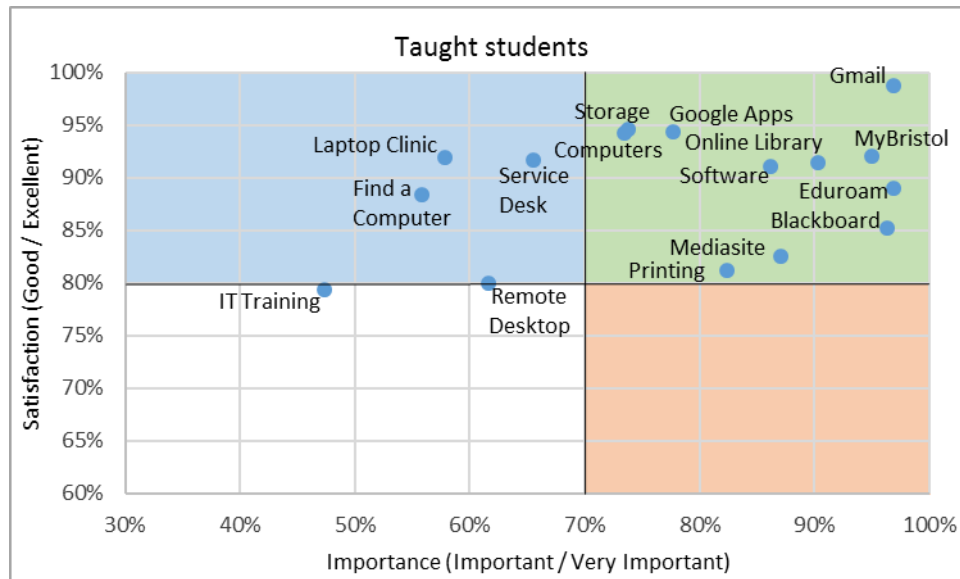 Taught students
Satisfaction (Good / Excellent)
100%
95%
90%
85%
80%
75%
70%
65%
60%
Gmail
Storage
Google Apps
Computers
Online Library
MyBristol
Laptop Clinic
Service
Desk
Software
Find a
Computer
Eduroam
Blackboard
Mediasite
Printing
IT Training
Remote
Desktop
30%
40%
50%
60%
70%
80%
90%
100%
Importance (Important / Very Important)